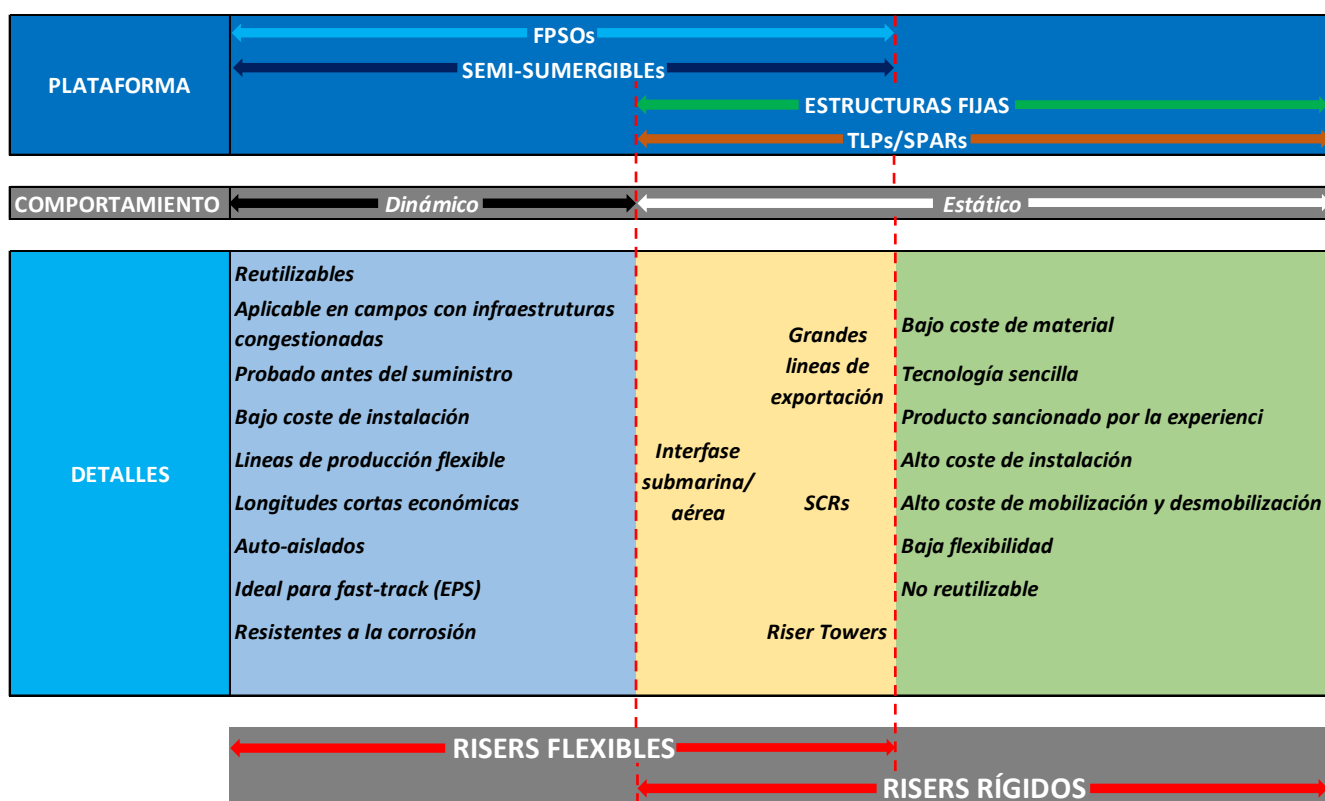 FPSOs
SEMI-SUMERGIBLEs
PLATAFORMA
ESTRUCTURAS FIJAS
TLPs/SPARs
COMPORTAMIENTO
Dinámico
Estático
DETALLES
Reutilizables
Aplicable en campos con infraestruturas
congestionadas
Probado antes del suministro
Bajo coste de instalación
Lineas de producción flexible
Longitudes cortas económicas
Auto-aislados
Ideal para fast-track (EPS)
Resistentes a la corrosión
Interfase
submarina/
aérea
Grandes
lineas de
exportación
SCRs
Riser Towers
Bajo coste de material
Tecnología sencilla
Producto sancionado por la experienci
Alto coste de instalación
Alto coste de mobilización y desmobilización
Baja flexibilidad
No reutilizable
RISERS FLEXIBLES
RISERS RÍGIDOS